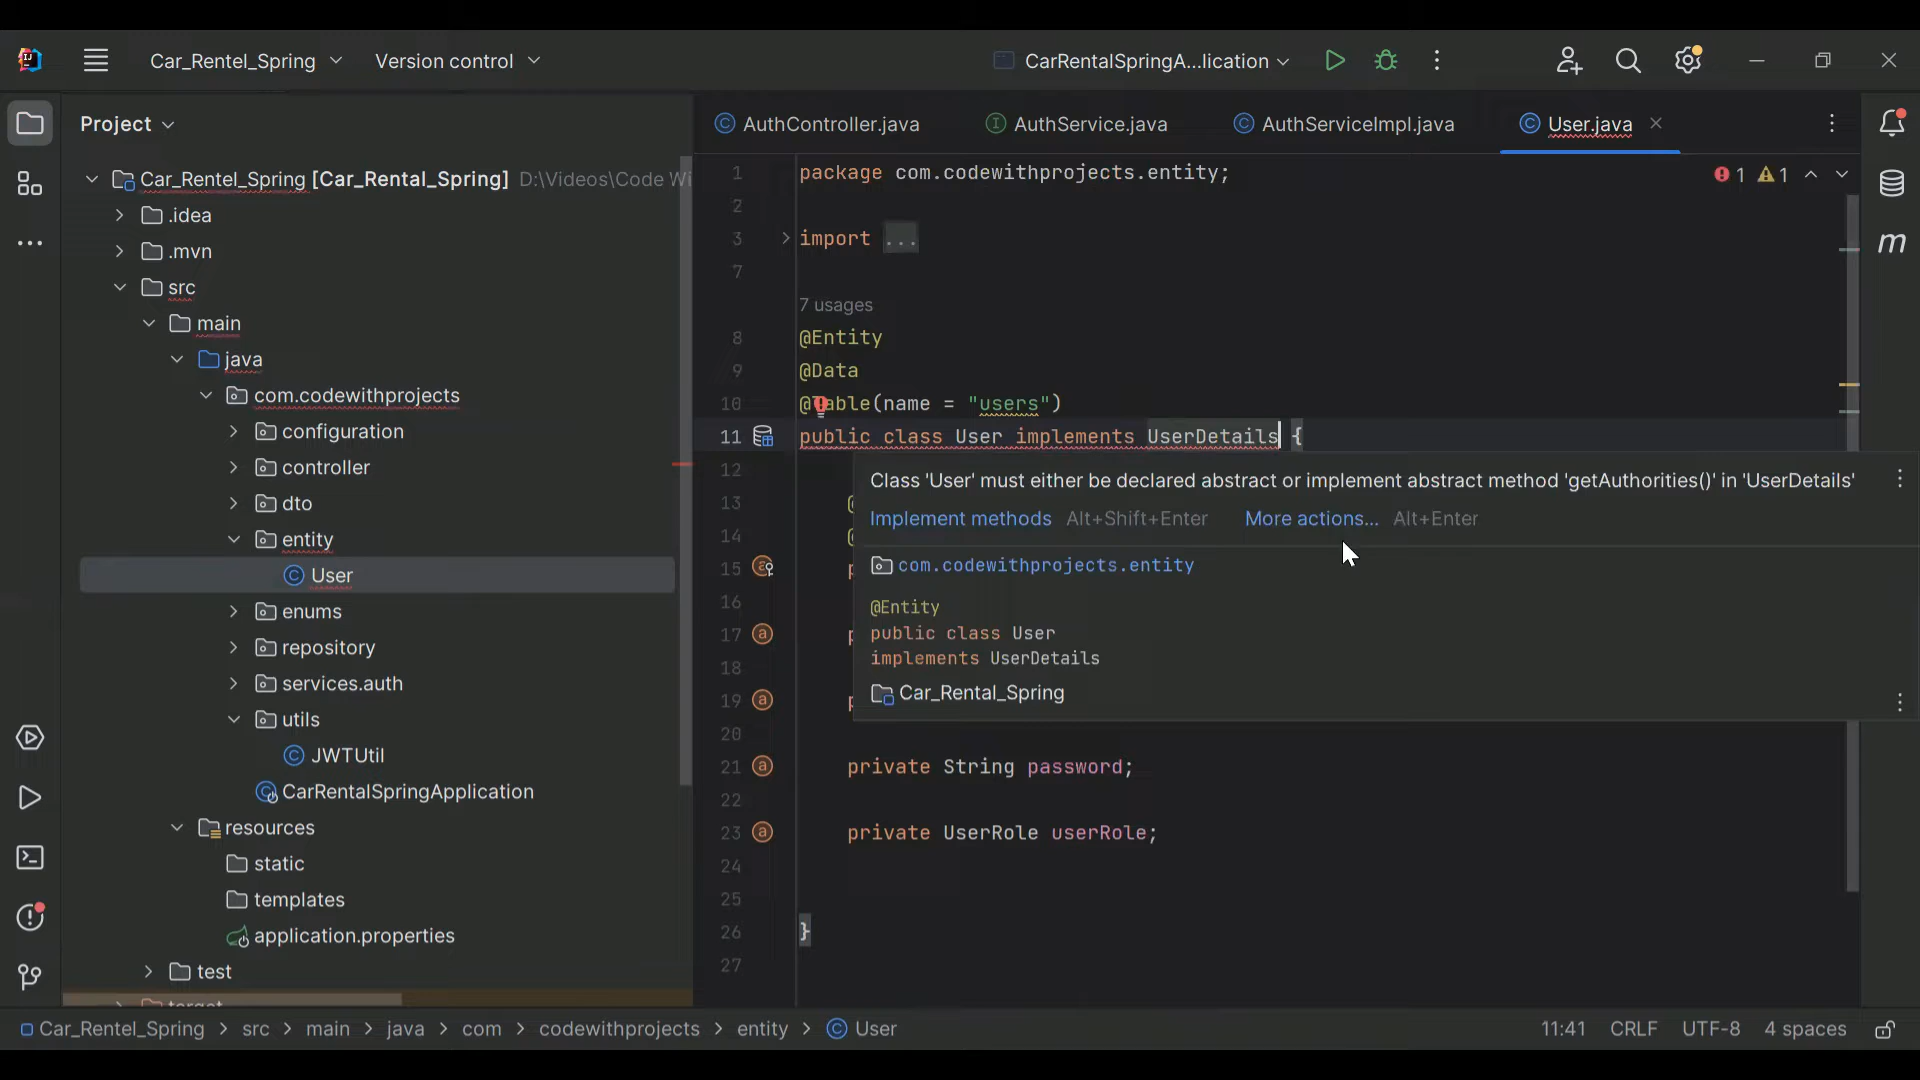 Car_Rentel_Spring
Version control
CarRentalSpringA...lication
Project
AuthController.java
AuthService.java
AuthServiceImpl.java
User.java
Car_Rentel_Spring [Car_Rental_Spring] D:\Videos\Code Wi
.idea
.mvn
src
main
java
com.codewithprojects
configuration
controller
dto
entity
User
enums
repository
services.auth
utils
JWTUtil
CarRentalSpringApplication
resources
static
templates
application.properties
test
1 package com.codewithprojects.entity;
1 1
2
3 import ...
7
7 usages
8 @Entity
9 @Data
10 @Table(name = "users")
11 public class User implements UserDetails {
12
13
14
15
16
17
18
19
20
21 private String password;
22
23 private UserRole userRole;
24
25
26 }
27
Class 'User' must either be declared abstract or implement abstract method 'getAuthorities()' in 'UserDetails'
Implement methods Alt+Shift+Enter More actions... Alt+Enter
com.codewithprojects.entity
@Entity
public class User
implements UserDetails
Car_Rental_Spring
Car_Rentel_Spring > src > main > java > com > codewithprojects > entity > User
11:41 CRLF UTF-8 4 spaces